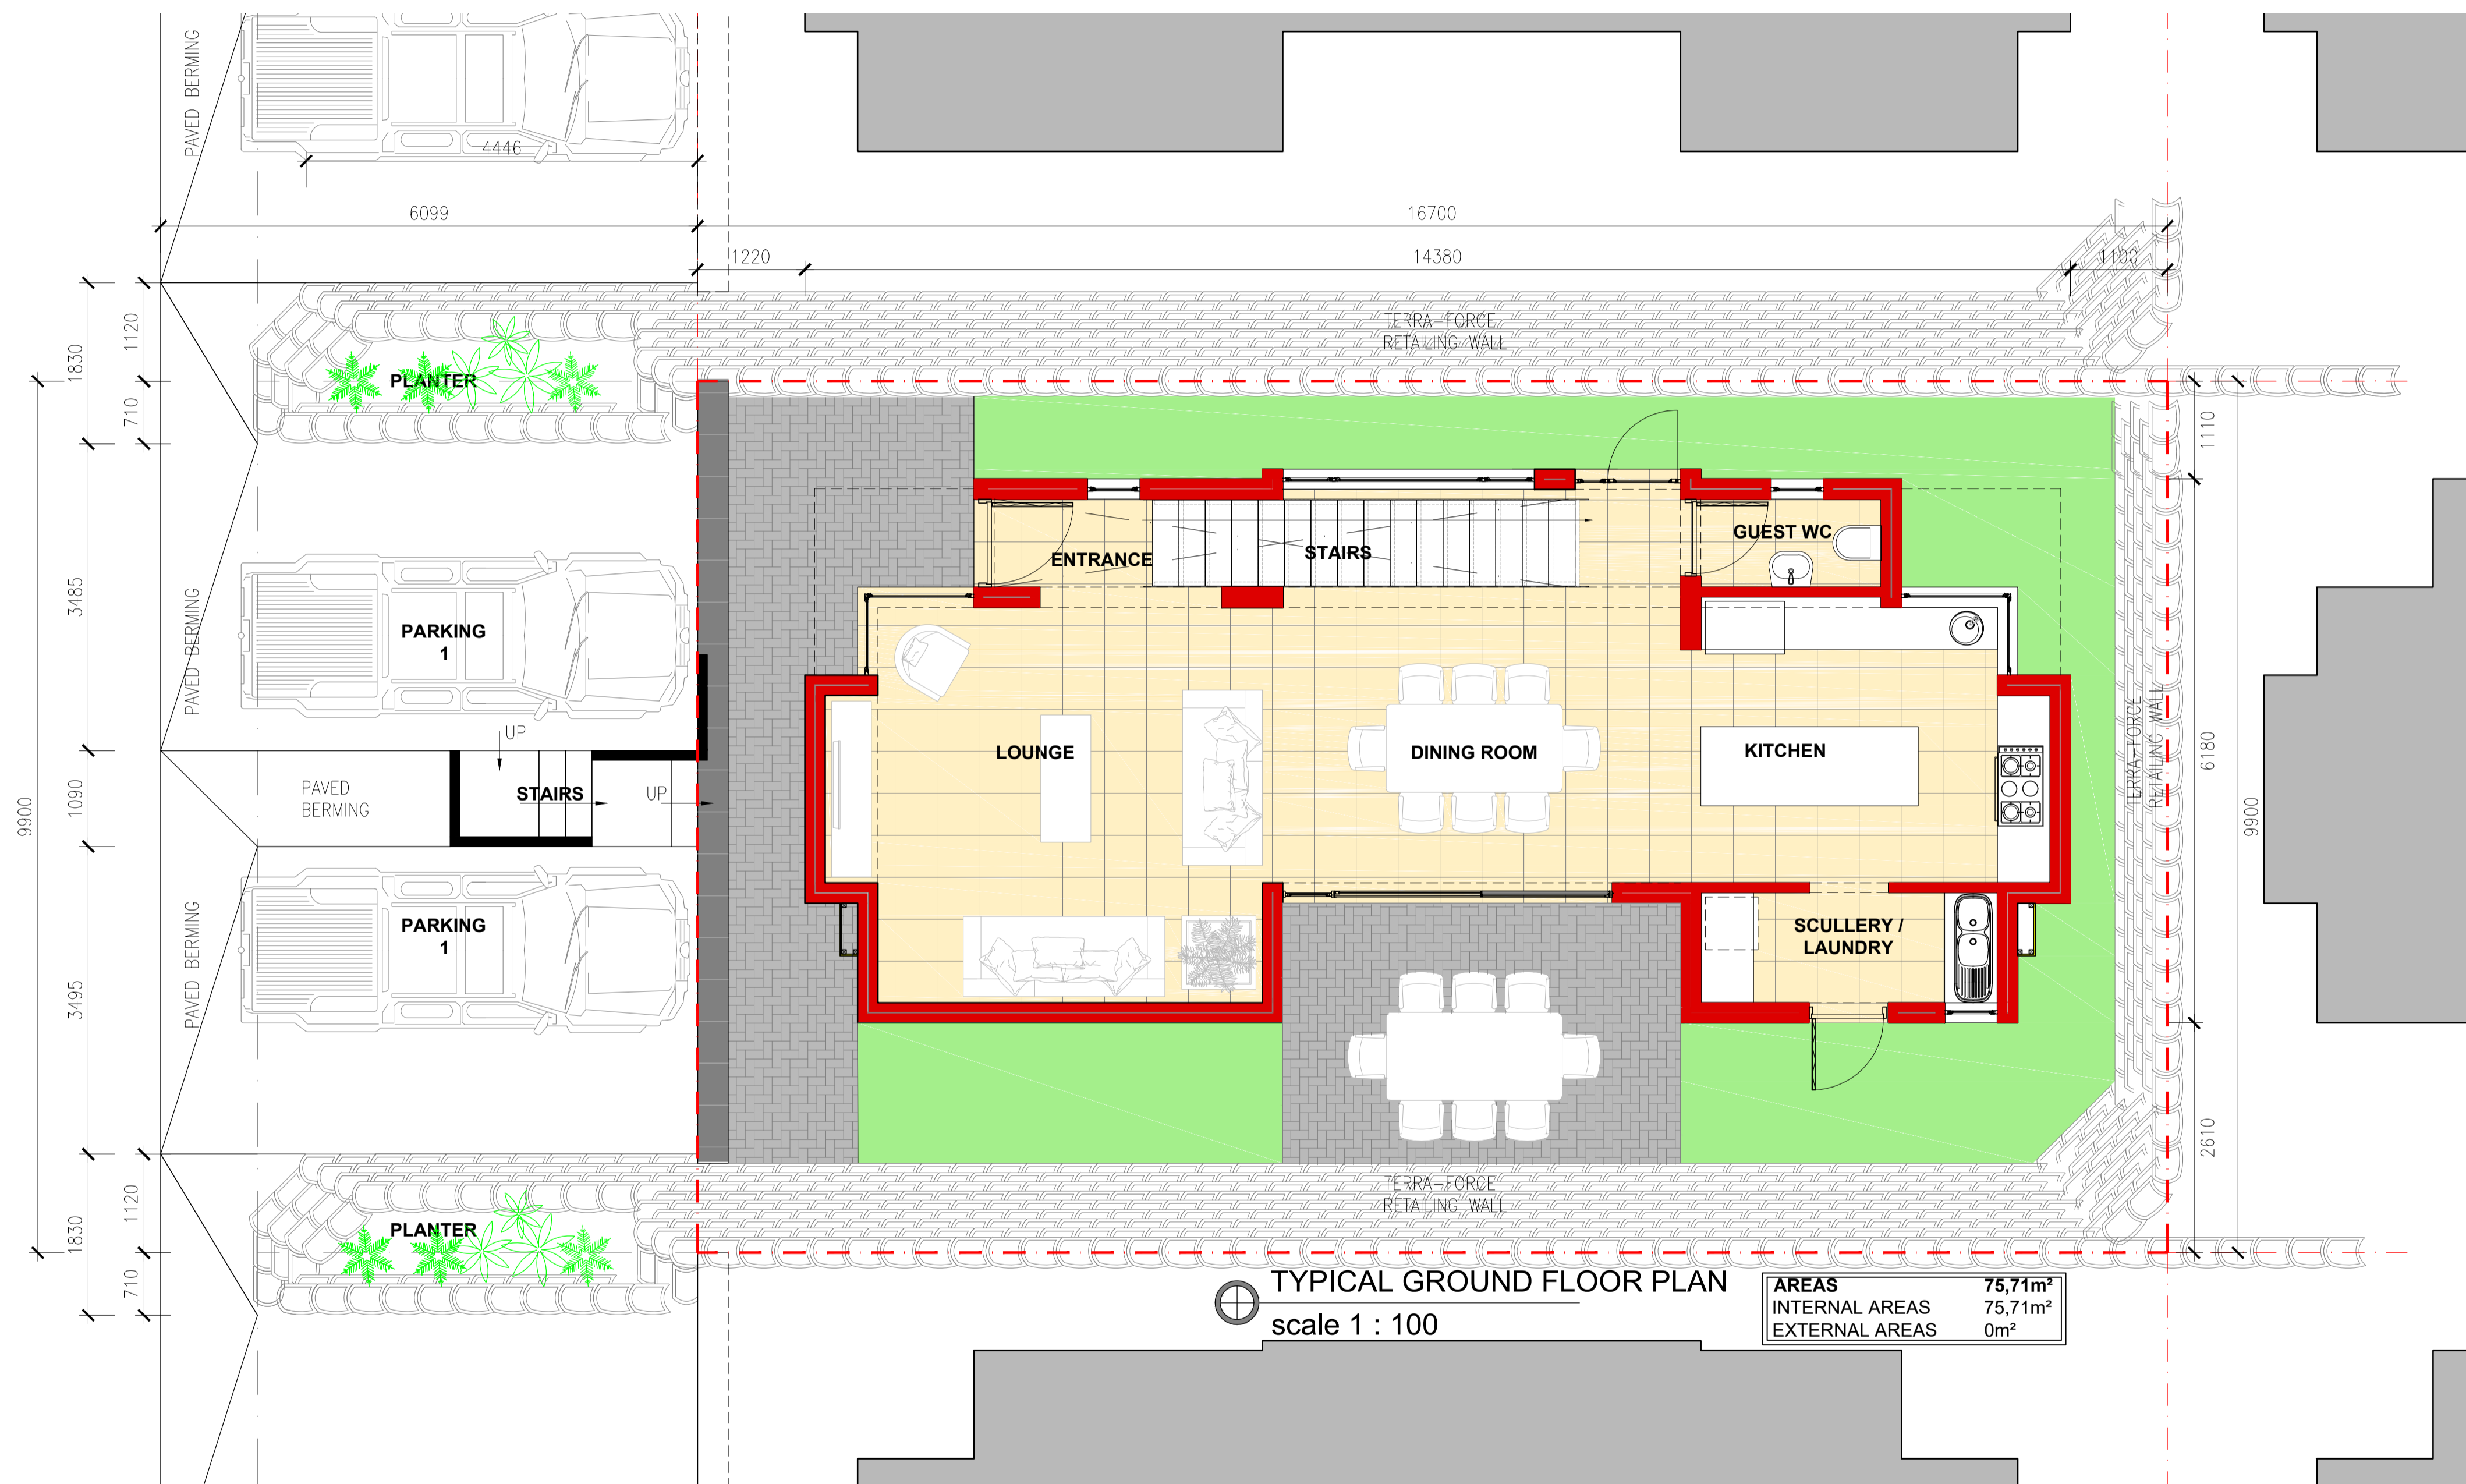 PAVED BERMING
4446
6099
16700
1220
14380
1100
TERRA-FORCE
RETAILING WALL
1120
1830
710
PLANTER
1110
GUEST WC
STAIRS
ENTRANCE
3485
PAVED BERMING
PARKING
1
TERRA-FORCE
RETAILING WALL
6180
UP
LOUNGE
DINING ROOM
KITCHEN
PAVED
BERMING
STAIRS
UP
1090
9900
9900
PARKING
1
PAVED BERMING
SCULLERY /
LAUNDRY
3495
2610
1120
1830
710
PLANTER
TERRA-FORCE
RETAILING WALL
TYPICAL GROUND FLOOR PLAN
scale 1 : 100
AREAS 75,71m²
INTERNAL AREAS 75,71m²
EXTERNAL AREAS 0m²